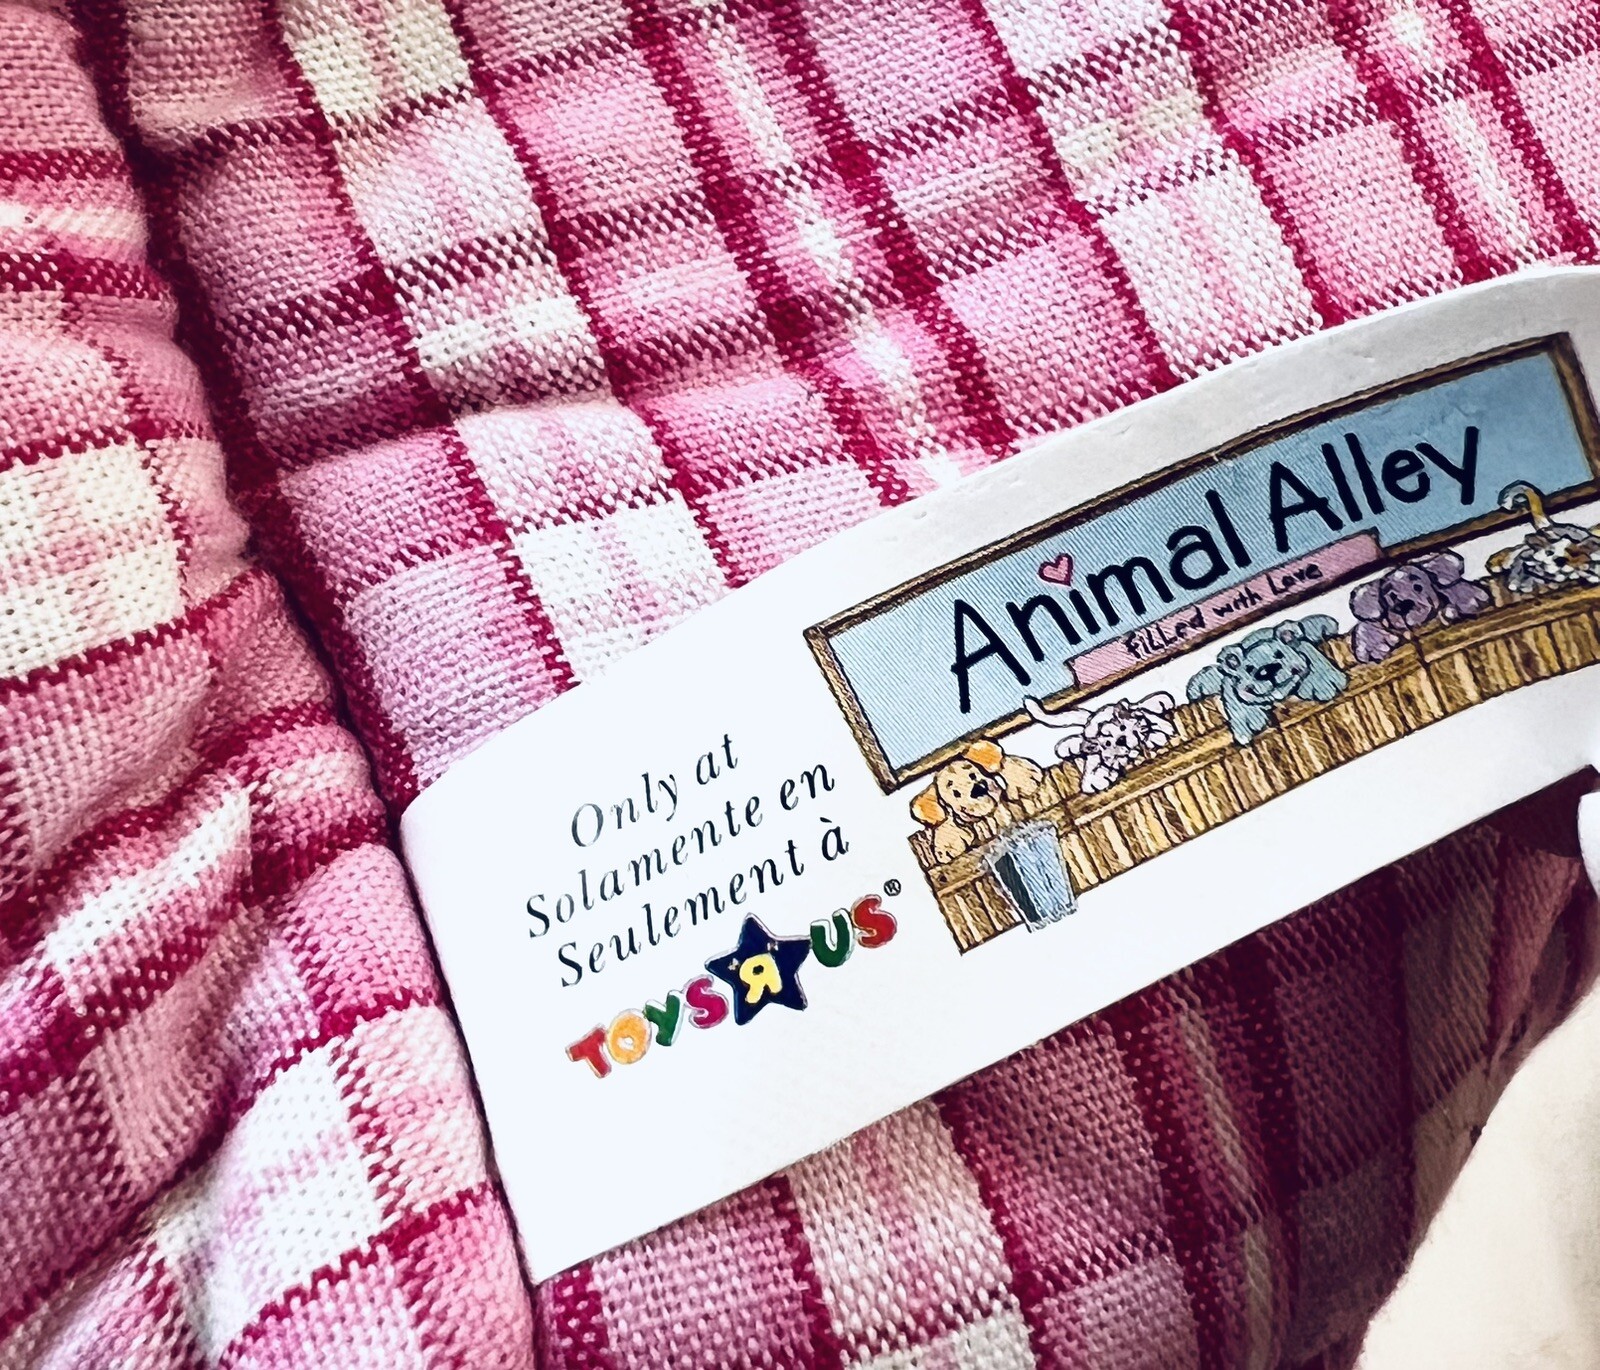 Only at
Solamente en
Seulement à
TOYS Я US®
Animal Alley
Filled with Love